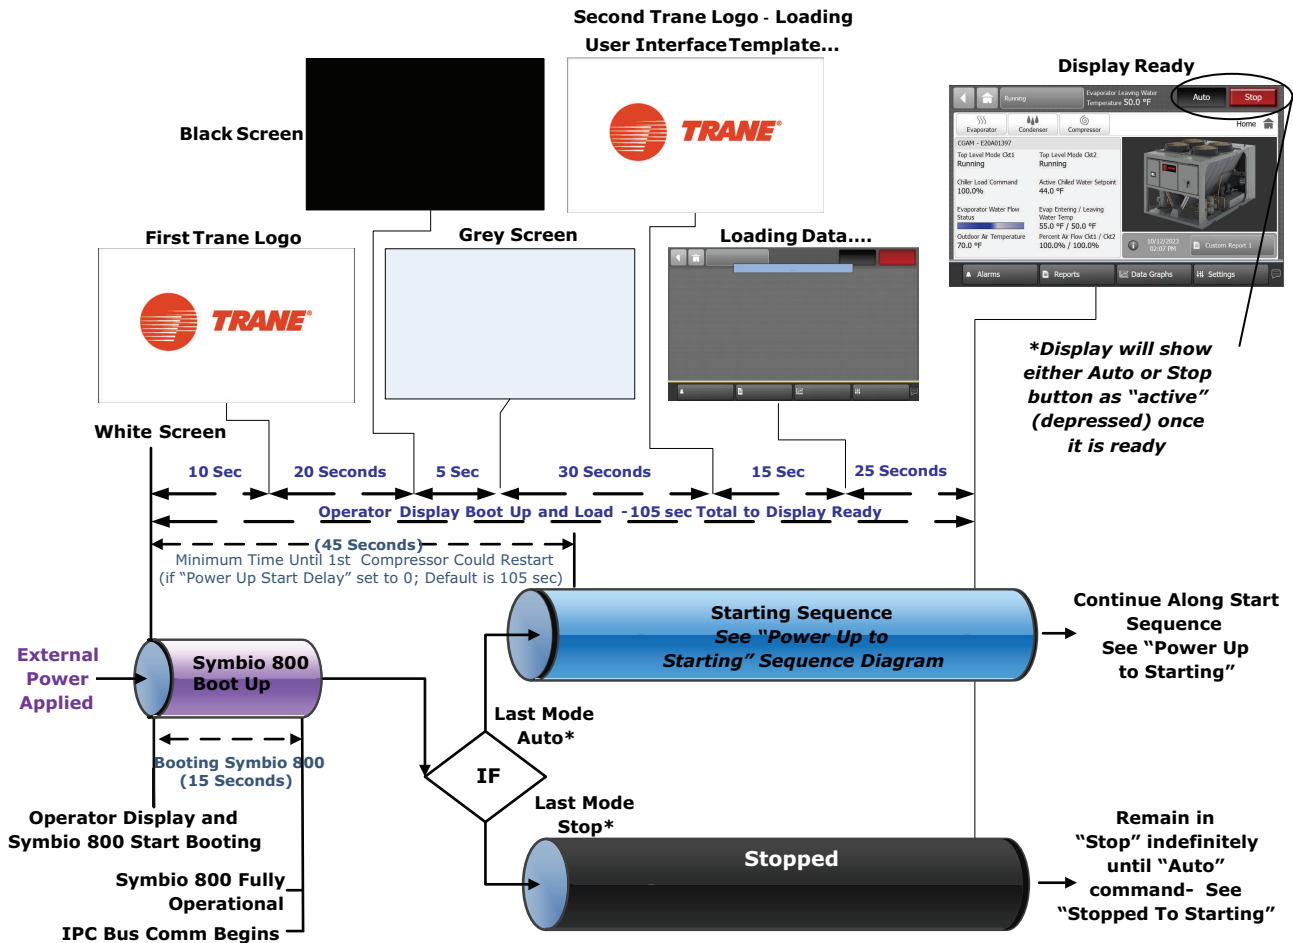 Second Trane Logo - Loading
User Interface Template...
Display Ready
Black Screen
TRANE®
Running
Evaporator Leaving Water
Temperature 50.0 °F
Auto
Stop
Evaporator
Condenser
Compressor
Home
CGAM - E20A01397
Top Level Mode Ckt1
Running
Top Level Mode Ckt2
Running
Chiller Load Command
100.0%
Active Chilled Water Setpoint
44.0 °F
Evaporator Water Flow
Status
Evap Entering / Leaving
Water Temp
55.0 °F / 50.0 °F
Outdoor Air Temperature
70.0 °F
Percent Air Flow Ckt1 / Ckt2
100.0% / 100.0%
10/12/2023
02:07 PM
Custom Report 1
Alarms
Reports
Data Graphs
Settings
First Trane Logo
TRANE®
Grey Screen
Loading Data....
*Display will show
either Auto or Stop
button as “active”
(depressed) once
it is ready
White Screen
10 Sec
20 Seconds
5 Sec
30 Seconds
15 Sec
25 Seconds
Operator Display Boot Up and Load -105 sec Total to Display Ready
(45 Seconds)
Minimum Time Until 1st Compressor Could Restart
(if “Power Up Start Delay” set to 0; Default is 105 sec)
External
Power
Applied
Symbio 800
Boot Up
Starting Sequence
See “Power Up to
Starting” Sequence Diagram
Continue Along Start
Sequence
See “Power Up
to Starting”
Last Mode
Auto*
IF
Last Mode
Stop*
Booting Symbio 800
(15 Seconds)
Operator Display and
Symbio 800 Start Booting
Symbio 800 Fully
Operational
IPC Bus Comm Begins
Stopped
Remain in
“Stop” indefinitely
until “Auto”
command- See
“Stopped To Starting”